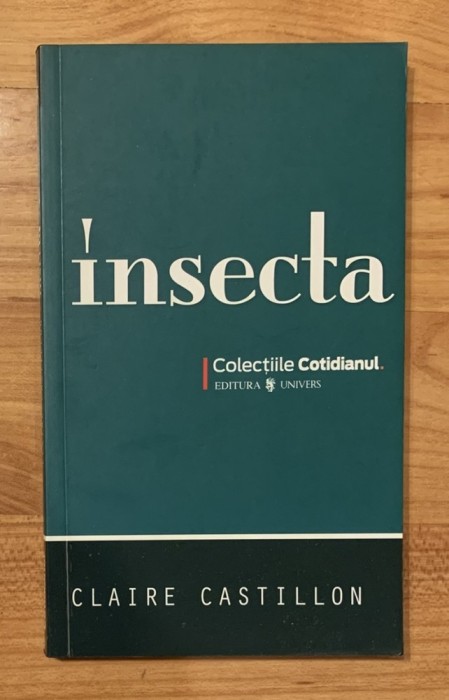 insecta
Colecțiile Cotidianul.
EDITURA UNIVERS
CLAIRE CASTILLON